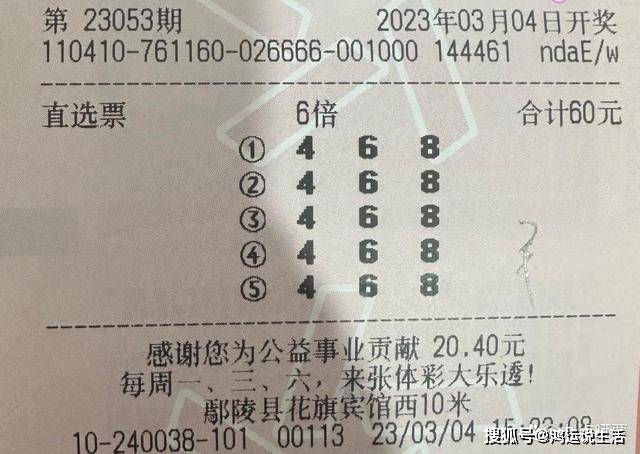 第 23053期 2023年03月04日开奖
110410-761160-026666-001000 144461 ndaE/w
直选票 6倍 合计60元
① 4 6 8
② 4 6 8
③ 4 6 8
④ 4 6 8
⑤ 4 6 8
感谢您为公益事业贡献 20.40元
每周一、三、六，来张体彩大乐透!
鄢陵县花旗宾馆西10米
10-240038-101 00113 23/03/04
搜狐号@鸿运说生活